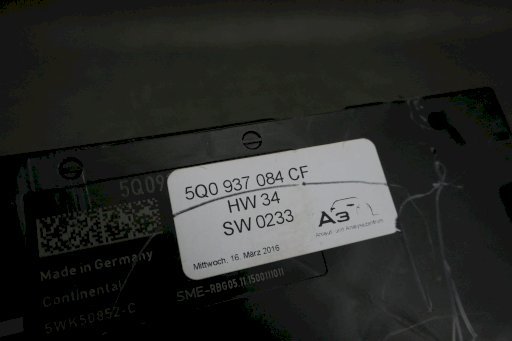 5Q09
5Q0 937 084 CF
HW 34
SW 0233
A3
Mittwoch, 16. März 2016
Made in Germany
Continental
SME-RBG05.11.1500111011
5WK50852-C